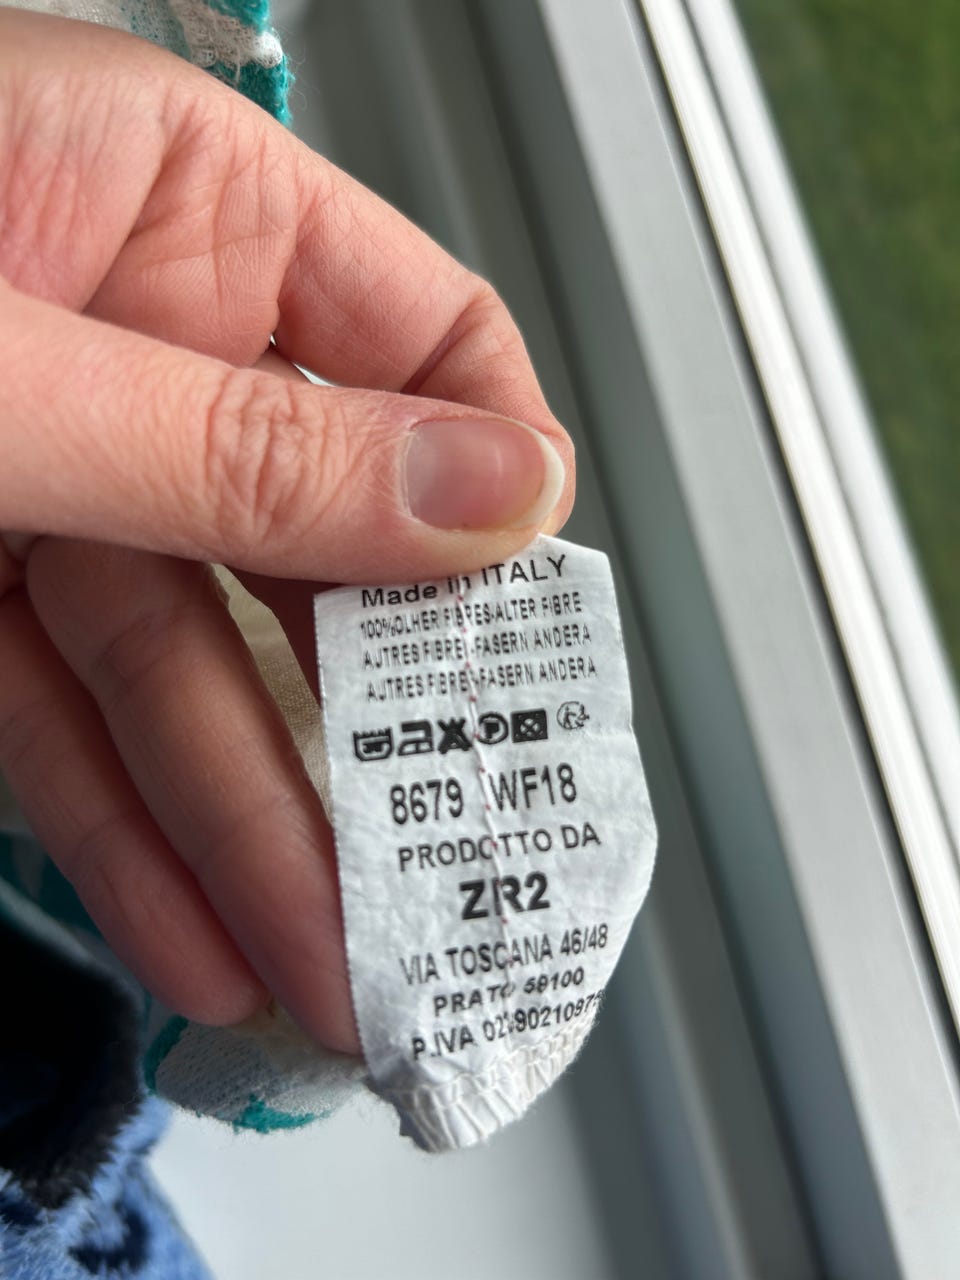 Made in ITALY
100%OLHER FIBRES-ALTER FIBRE
AUTRES FIBRES-FASERN ANDERA
AUTRES FIBRES-FASERN ANDERA
P
8679 WF18
PRODOTTO DA
ZR2
VIA TOSCANA 46/48
PRATO 59100
P.IVA